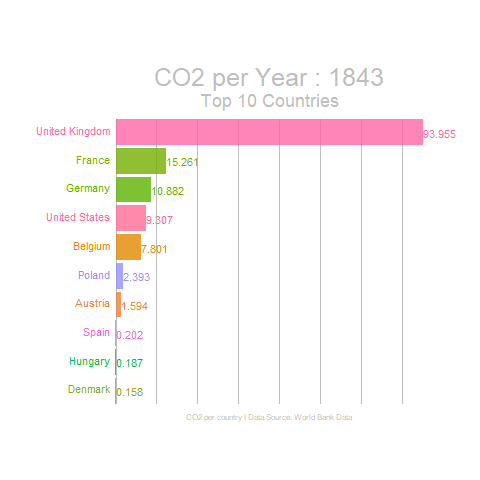 CO2 per Year : 1843
Top 10 Countries
United Kingdom 93.955
France 15.261
Germany 10.882
United States 9.307
Belgium 7.801
Poland 2.393
Austria 1.594
Spain 0.202
Hungary 0.187
Denmark 0.158
CO2 per country | Data Source: World Bank Data